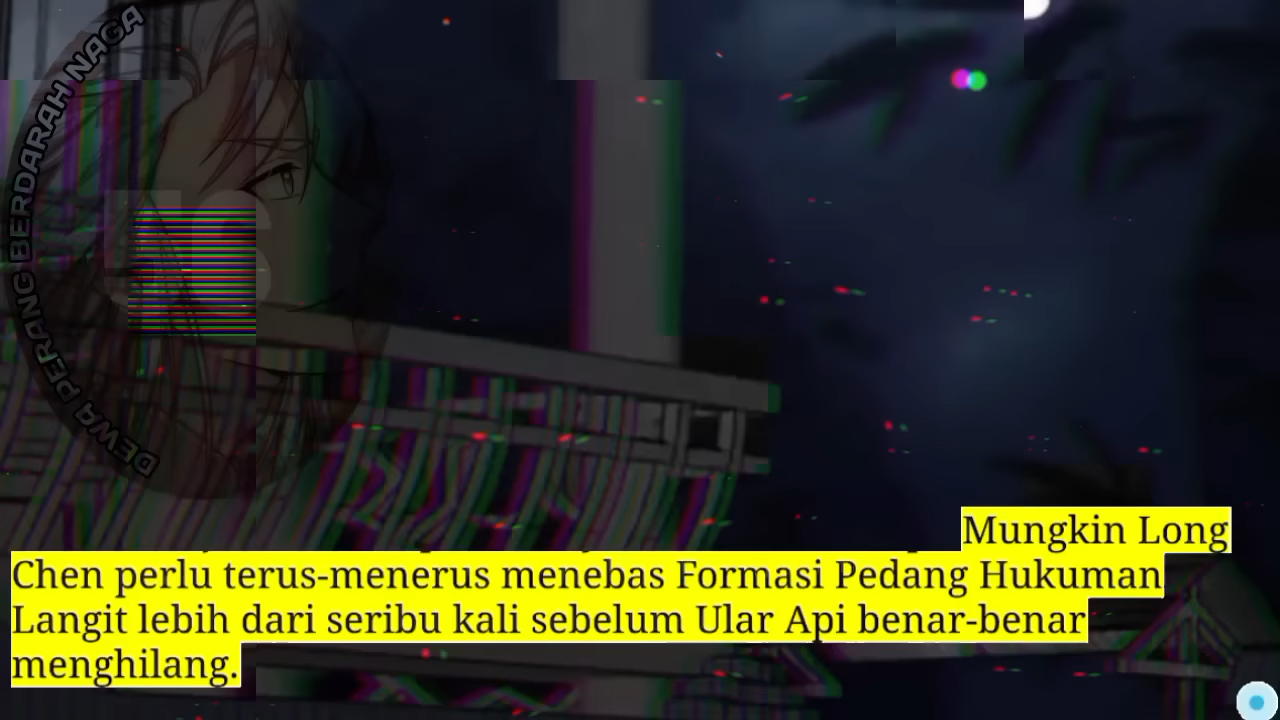 DEWA PERANG BERDARAH NAGA
Mungkin Long
Chen perlu terus-menerus menebas Formasi Pedang Hukuman
Langit lebih dari seribu kali sebelum Ular Api benar-benar
menghilang.